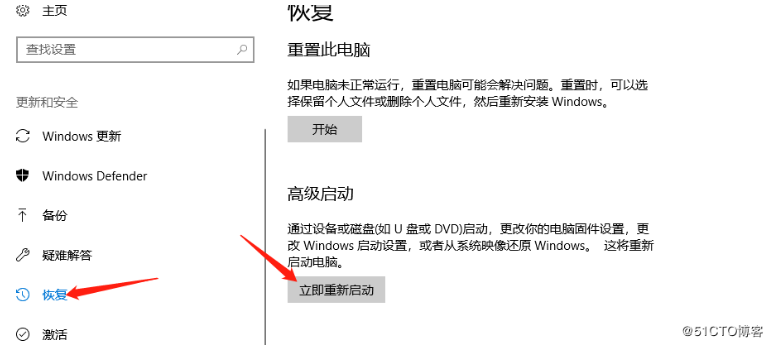 主页
查找设置
更新和安全
Windows 更新
Windows Defender
备份
疑难解答
恢复
激活
恢复
重置此电脑
如果电脑未正常运行，重置电脑可能会解决问题。重置时，可以选
择保留个人文件或删除个人文件，然后重新安装 Windows。
开始
高级启动
通过设备或磁盘(如 U 盘或 DVD)启动，更改你的电脑固件设置，更
改 Windows 启动设置，或者从系统映像还原 Windows。 这将重新
启动电脑。
立即重新启动
@51CTO博客